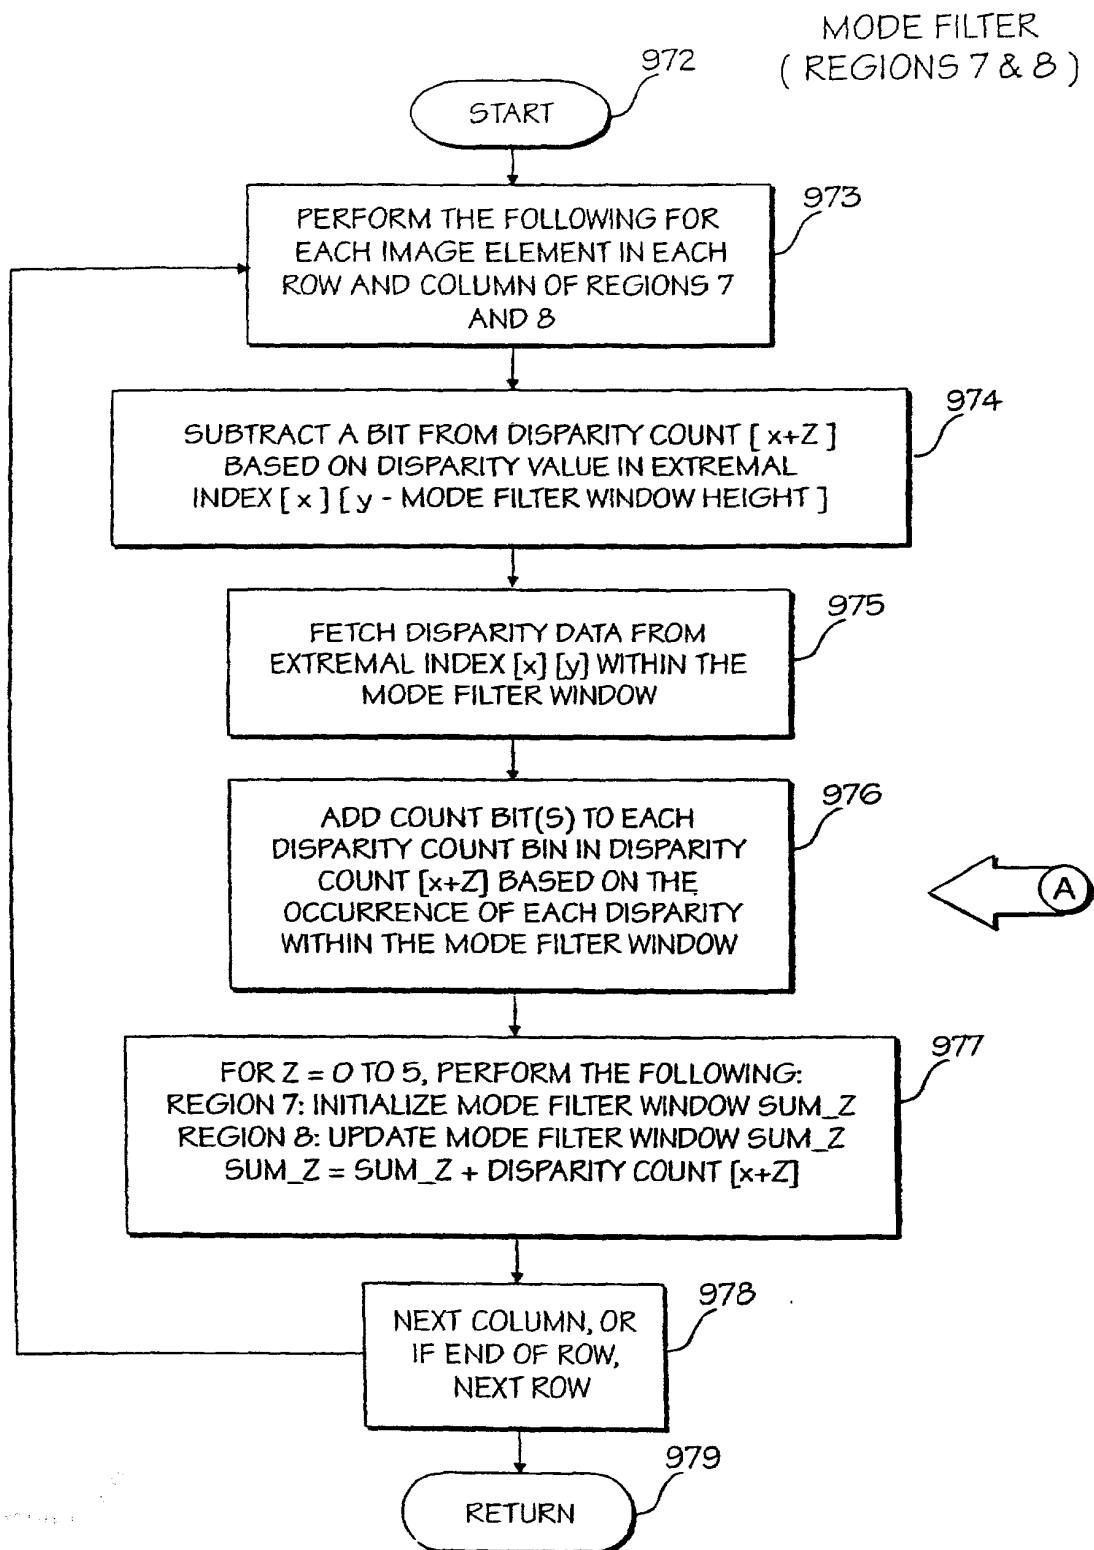 MODE FILTER
( REGIONS 7 & 8 )
972
START
973
PERFORM THE FOLLOWING FOR
EACH IMAGE ELEMENT IN EACH
ROW AND COLUMN OF REGIONS 7
AND 8
974
SUBTRACT A BIT FROM DISPARITY COUNT [ x+Z ]
BASED ON DISPARITY VALUE IN EXTREMAL
INDEX [ x ] [ y - MODE FILTER WINDOW HEIGHT ]
975
FETCH DISPARITY DATA FROM
EXTREMAL INDEX [x] [y] WITHIN THE
MODE FILTER WINDOW
976
ADD COUNT BIT(S) TO EACH
DISPARITY COUNT BIN IN DISPARITY
COUNT [x+Z] BASED ON THE
OCCURRENCE OF EACH DISPARITY
WITHIN THE MODE FILTER WINDOW
A
977
FOR Z = 0 TO 5, PERFORM THE FOLLOWING:
REGION 7: INITIALIZE MODE FILTER WINDOW SUM_Z
REGION 8: UPDATE MODE FILTER WINDOW SUM_Z
SUM_Z = SUM_Z + DISPARITY COUNT [x+Z]
978
NEXT COLUMN, OR
IF END OF ROW,
NEXT ROW
979
RETURN